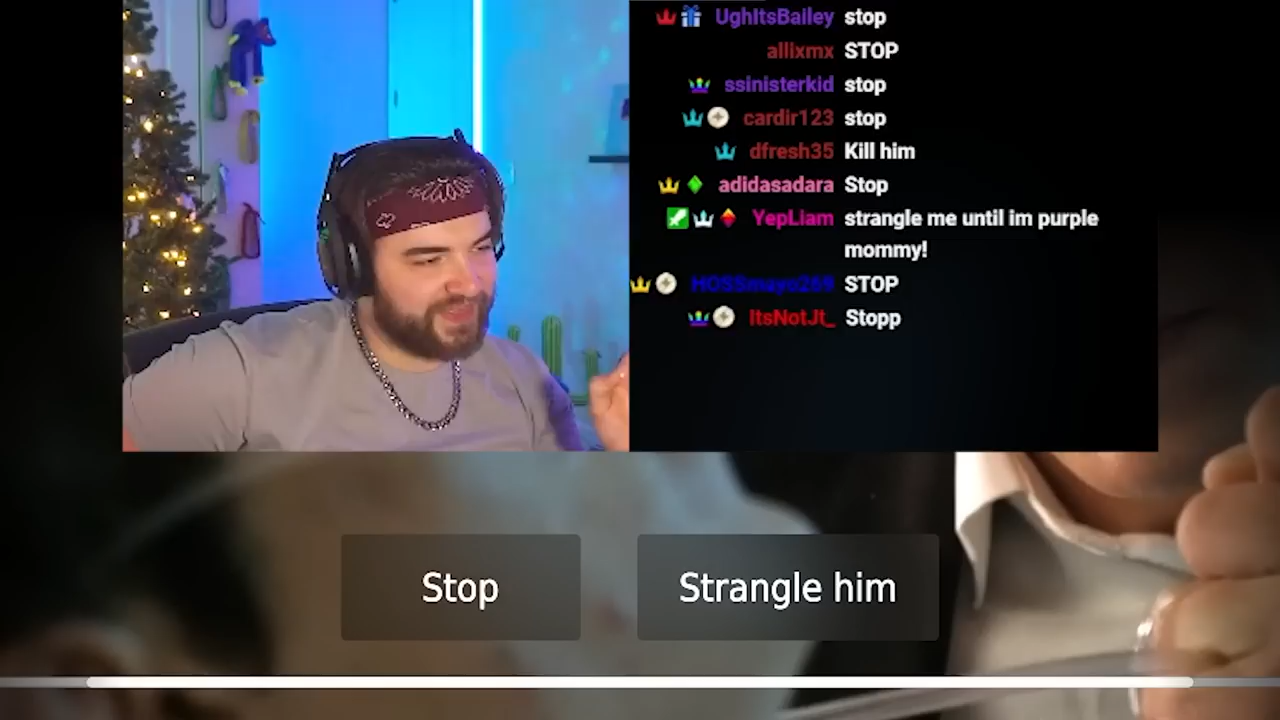 UghItsBailey stop
allixmx STOP
ssinisterkid stop
cardir123 stop
dfresh35 Kill him
adidasadara Stop
YepLiam strangle me until im purple
mommy!
HOSSmayo269 STOP
ItsNotJt_ Stopp
Stop
Strangle him